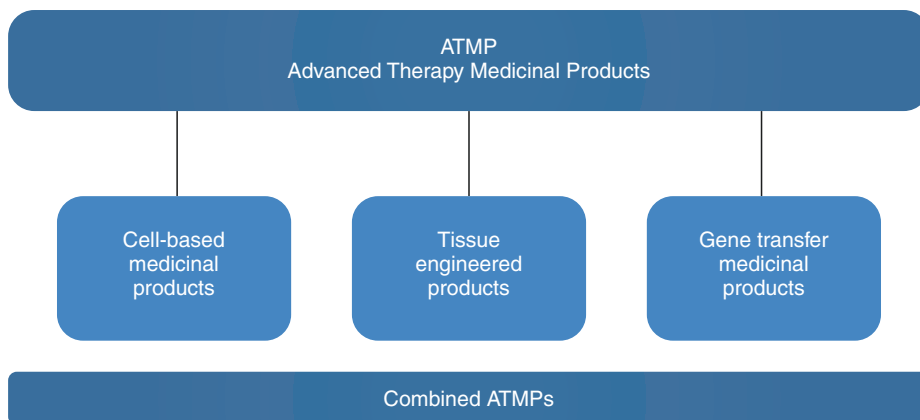 ATMP
Advanced Therapy Medicinal Products
Cell-based
medicinal
products
Tissue
engineered
products
Gene transfer
medicinal
products
Combined ATMPs